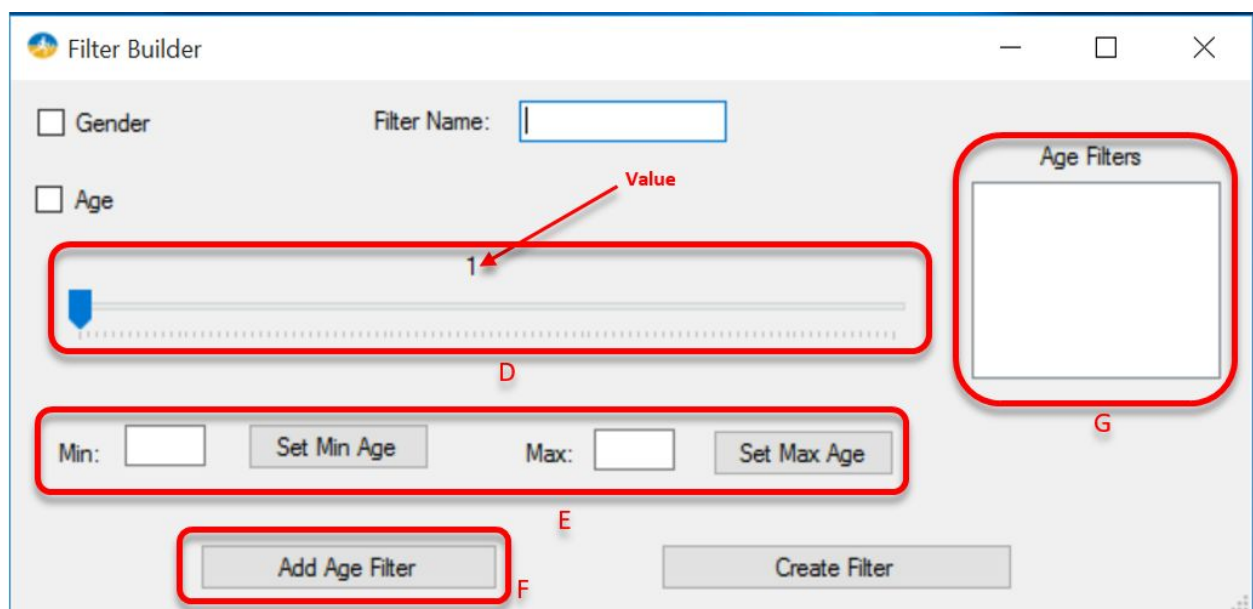 Filter Builder
Gender
Filter Name:
Age Filters
Value
Age
1
D
G
Min:
Set Min Age
Max:
Set Max Age
E
Add Age Filter
Create Filter
F